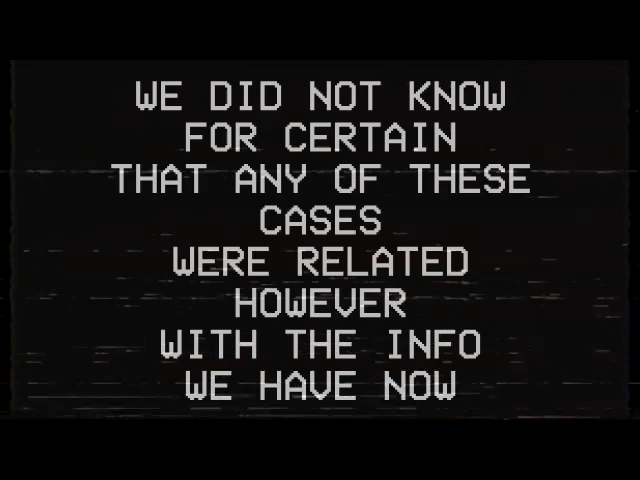 WE DID NOT KNOW
FOR CERTAIN
THAT ANY OF THESE
CASES
WERE RELATED
HOWEVER
WITH THE INFO
WE HAVE NOW